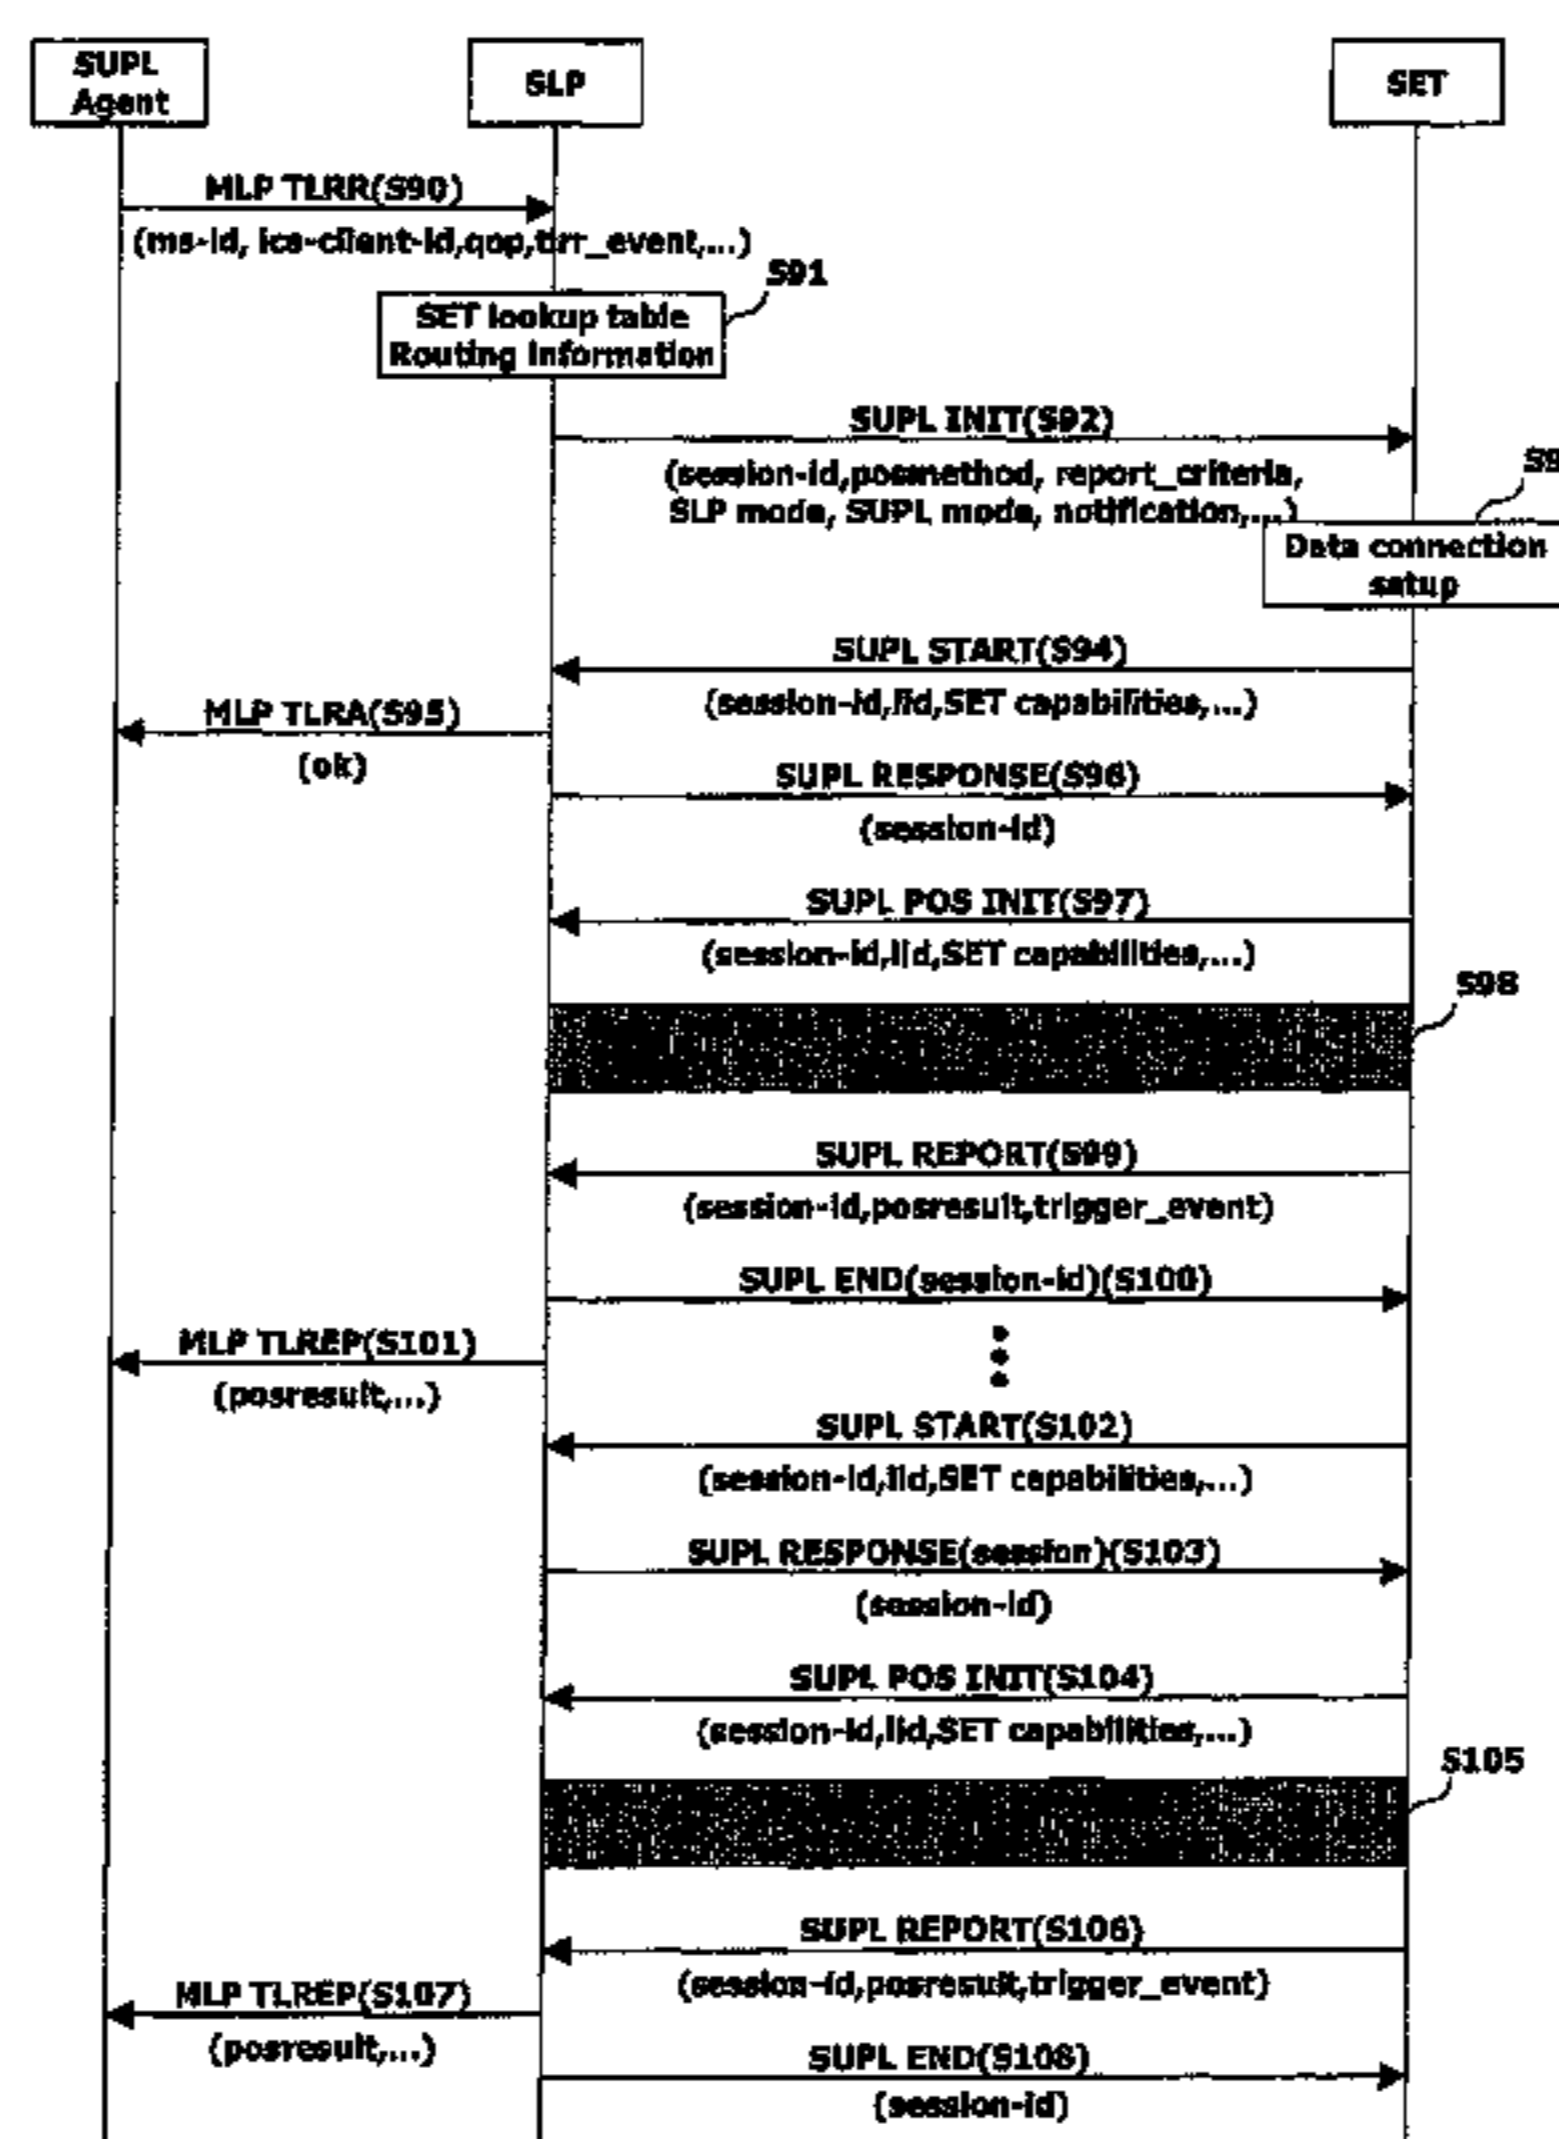 SUPL
Agent
SLP
SET
MLP TLRR(S90)
(ms-id, ics-client-id,qop,tlrr_event,...)
S91
SET lookup table
Routing Information
SUPL INIT(S92)
(session-id,posmethod, report_criteria,
SLP mode, SUPL mode, notification,...)
Data connection
setup
SUPL START(S94)
(session-id,lid,SET capabilities,...)
MLP TLRA(S95)
(ok)
SUPL RESPONSE(S96)
(session-id)
SUPL POS INIT(S97)
(session-id,lid,SET capabilities,...)
S98
SUPL REPORT(S99)
(session-id,posresult,trigger_event)
SUPL END(session-id)(S100)
MLP TLREP(S101)
(posresult,...)
SUPL START(S102)
(session-id,lid,SET capabilities,...)
SUPL RESPONSE(session)(S103)
(session-id)
SUPL POS INIT(S104)
(session-id,lid,SET capabilities,...)
S105
SUPL REPORT(S106)
(session-id,posresult,trigger_event)
MLP TLREP(S107)
(posresult,...)
SUPL END(S108)
(session-id)